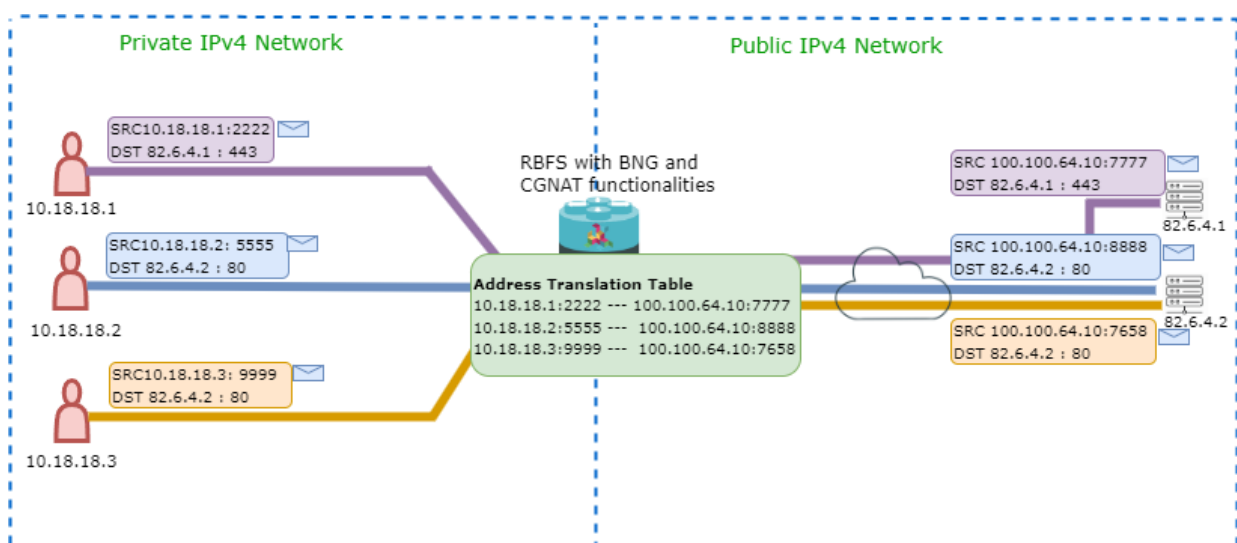 Private IPv4 Network
Public IPv4 Network
SRC10.18.18.1:2222
DST 82.6.4.1 : 443
10.18.18.1
RBFS with BNG and
CGNAT functionalities
SRC 100.100.64.10:7777
DST 82.6.4.1 : 443
82.6.4.1
SRC10.18.18.2: 5555
DST 82.6.4.2 : 80
10.18.18.2
SRC 100.100.64.10:8888
DST 82.6.4.2 : 80
82.6.4.2
Address Translation Table
10.18.18.1:2222 --- 100.100.64.10:7777
10.18.18.2:5555 --- 100.100.64.10:8888
10.18.18.3:9999 --- 100.100.64.10:7658
SRC 100.100.64.10:7658
DST 82.6.4.2 : 80
SRC10.18.18.3: 9999
DST 82.6.4.2 : 80
10.18.18.3